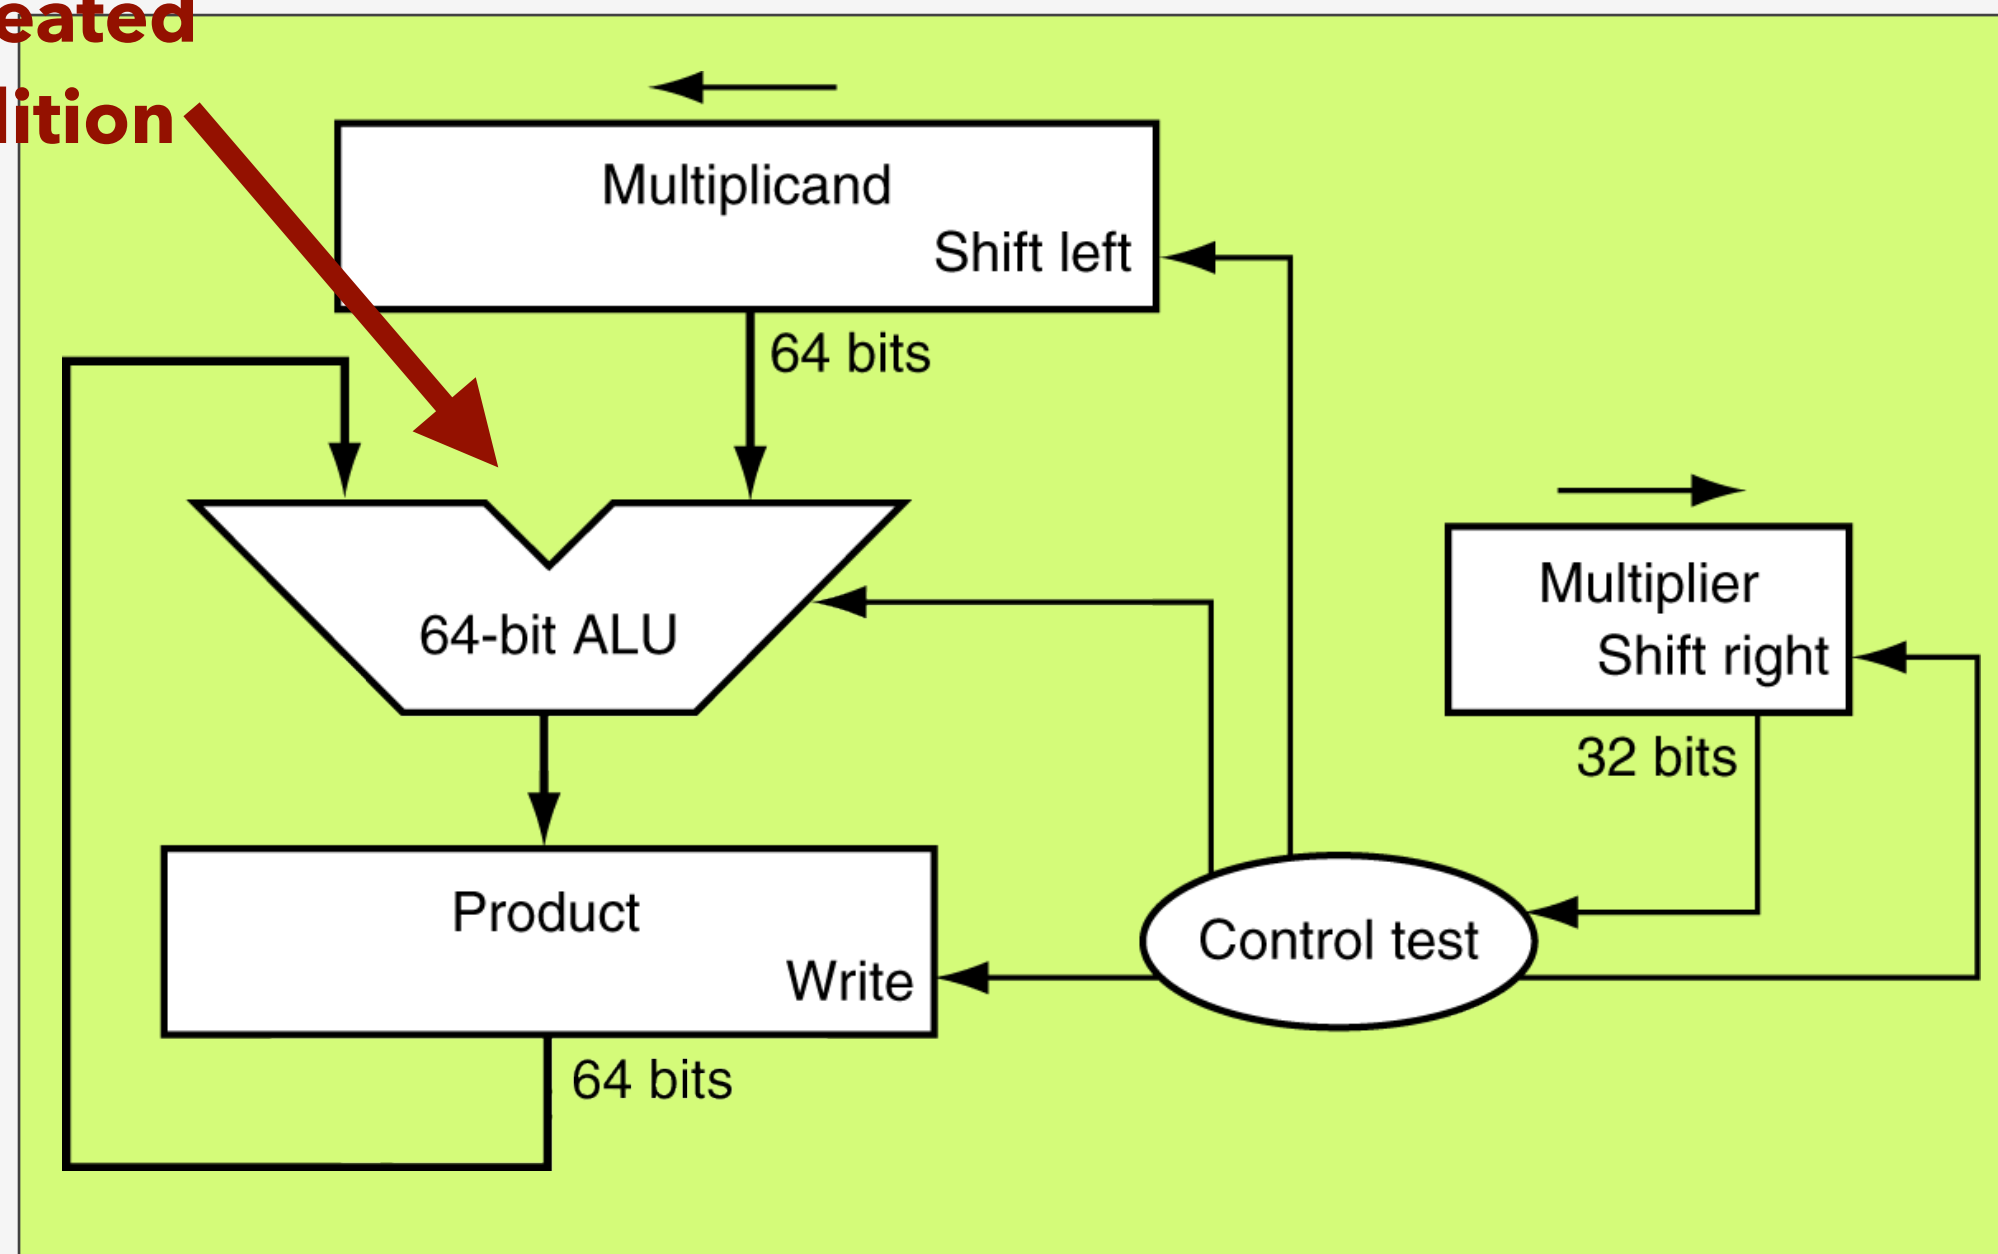 eated
lition
Multiplicand
Shift left
64 bits
64-bit ALU
Multiplier
Shift right
32 bits
Product
Write
Control test
64 bits